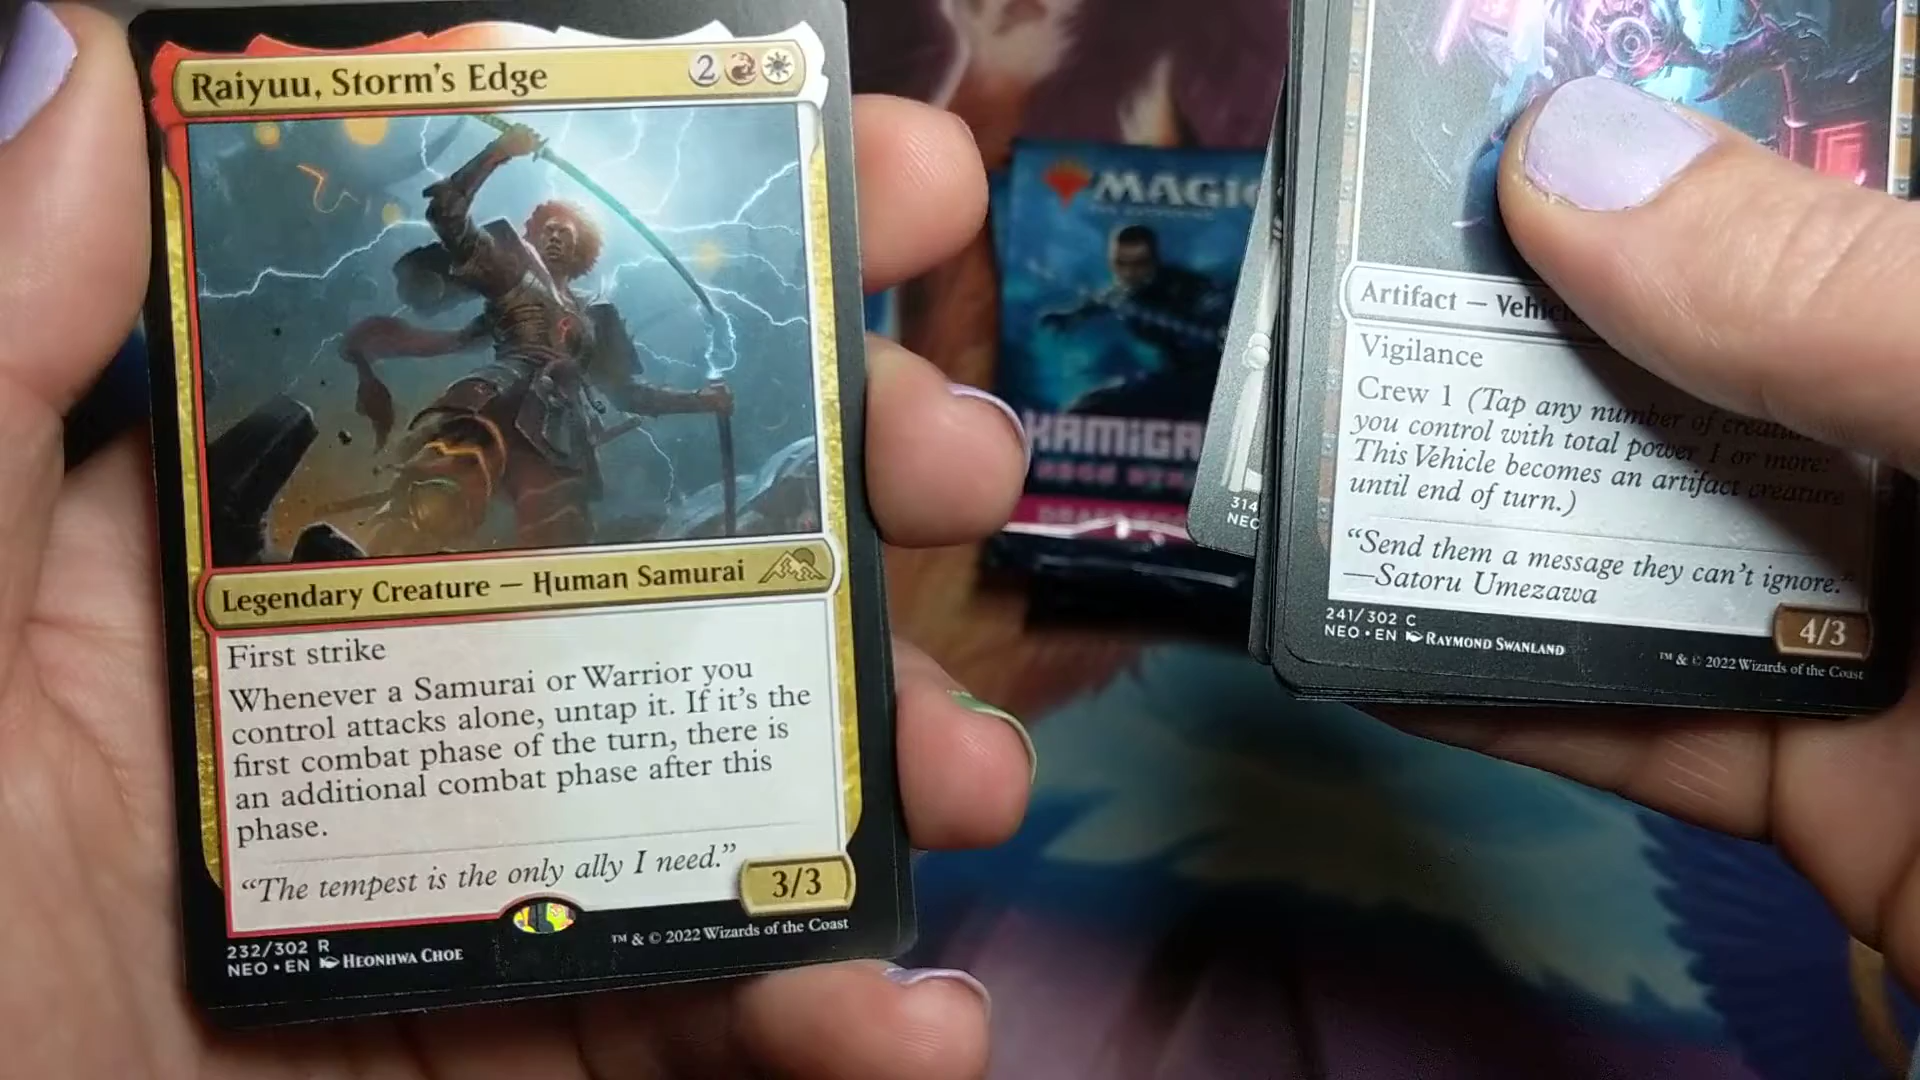 Raiyuu, Storm's Edge 2
Legendary Creature — Human Samurai
First strike
Whenever a Samurai or Warrior you
control attacks alone, untap it. If it's the
first combat phase of the turn, there is
an additional combat phase after this
phase.
"The tempest is the only ally I need."
3/3
232/302 R
NEO • EN HEONHWA CHOE
™ & © 2022 Wizards of the Coast
MAGIC
KAMIGA
314
NEO
Artifact — Vehic
Vigilance
Crew 1 (Tap any number of creatu
you control with total power 1 or more:
This Vehicle becomes an artifact creature
until end of turn.)
"Send them a message they can't ignore."
—Satoru Umezawa
4/3
241/302 C
NEO • EN RAYMOND SWANLAND
™ & © 2022 Wizards of the Coast